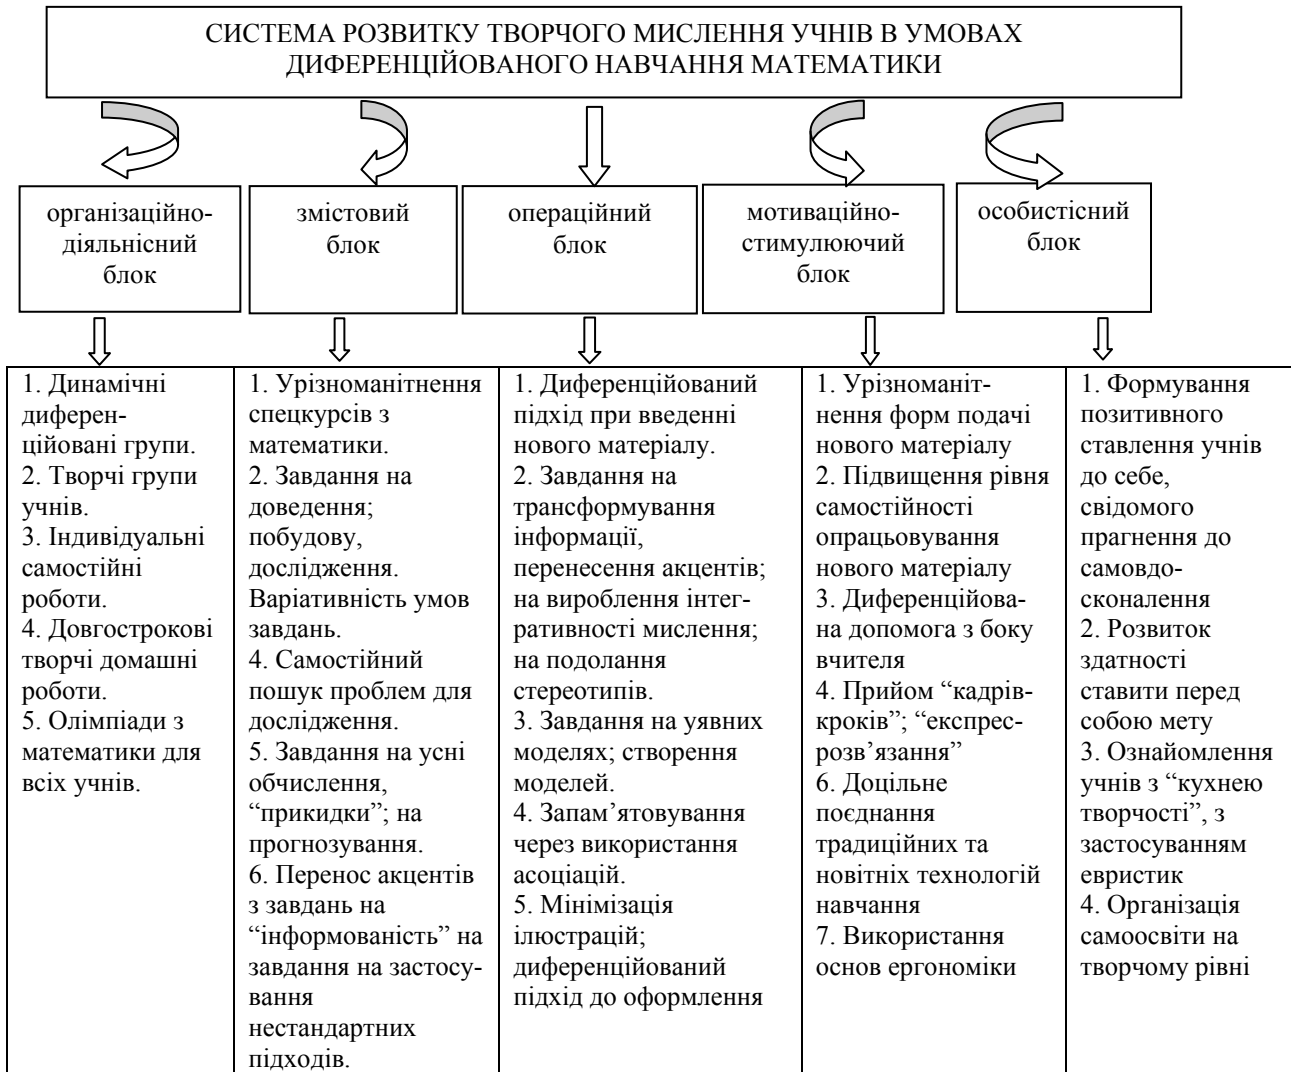 СИСТЕМА РОЗВИТКУ ТВОРЧОГО МИСЛЕННЯ УЧНІВ В УМОВАХ
ДИФЕРЕНЦІЙОВАНОГО НАВЧАННЯ МАТЕМАТИКИ
організаційно-
діяльнісний
блок
змістовий
блок
операційний
блок
мотиваційно-
стимулюючий
блок
особистісний
блок
1. Динамічні
диферен-
ційовані групи.
2. Творчі групи
учнів.
3. Індивідуальні
самостійні
роботи.
4. Довгострокові
творчі домашні
роботи.
5. Олімпіади з
математики для
всіх учнів.
1. Урізноманітнення
спецкурсів з
математики.
2. Завдання на
доведення;
побудову,
дослідження.
Варіативність умов
завдань.
4. Самостійний
пошук проблем для
дослідження.
5. Завдання на усні
обчислення,
“прикидки”; на
прогнозування.
6. Перенос акцентів
з завдань на
“інформованість” на
завдання на застосу-
вання
нестандартних
підходів.
1. Диференційований
підхід при введенні
нового матеріалу.
2. Завдання на
трансформування
інформації,
перенесення акцентів;
на вироблення інтег-
ративності мислення;
на подолання
стереотипів.
3. Завдання на уявних
моделях; створення
моделей.
4. Запам’ятовування
через використання
асоціацій.
5. Мінімізація
ілюстрацій;
диференційований
підхід до оформлення
1. Урізноманіт-
нення форм подачі
нового матеріалу
2. Підвищення рівня
самостійності
опрацьовування
нового матеріалу
3. Диференційова-
на допомога з боку
вчителя
4. Прийом “кадрів-
кроків”; “експрес-
розв’язання”
6. Доцільне
поєднання
традиційних та
новітніх технологій
навчання
7. Використання
основ ергономіки
1. Формування
позитивного
ставлення учнів
до себе,
свідомого
прагнення до
самовдо-
сконалення
2. Розвиток
здатності
ставити перед
собою мету
3. Ознайомлення
учнів з “кухнею
творчості”, з
застосуванням
евристик
4. Організація
самоосвіти на
творчому рівні